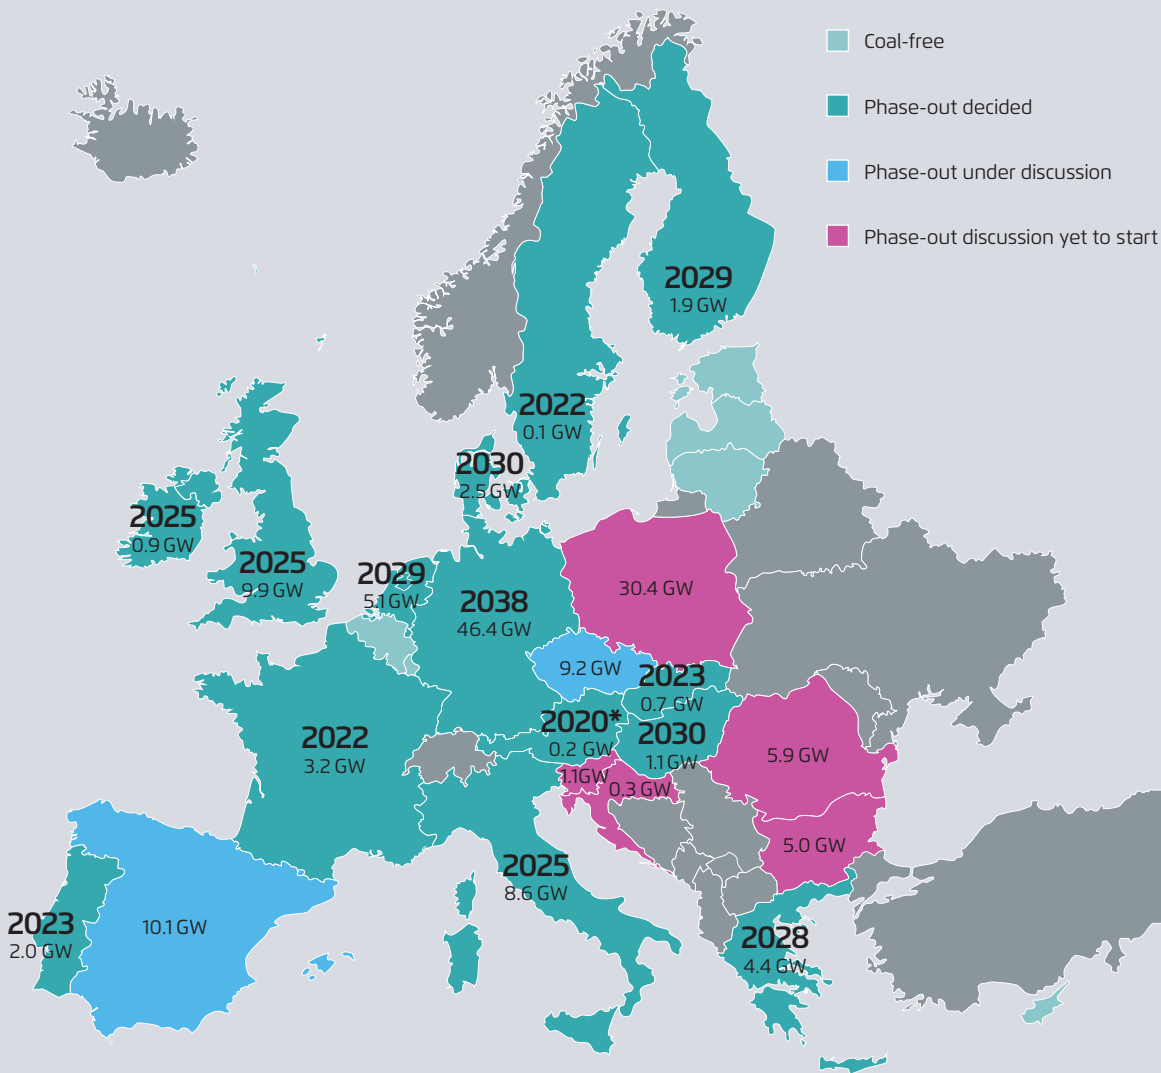 Coal-free
Phase-out decided
Phase-out under discussion
Phase-out discussion yet to start
2029
1.9 GW
2022
0.1 GW
2030
2.5 GW
2025
0.9 GW
2025
9.9 GW
2029
5.1 GW
2038
46.4 GW
30.4 GW
9.2 GW
2023
0.7 GW
2020*
0.2 GW
2030
1.1 GW
2022
3.2 GW
1.1GW
0.3 GW
5.9 GW
5.0 GW
2025
8.6 GW
2023
2.0 GW
10.1 GW
2028
4.4 GW